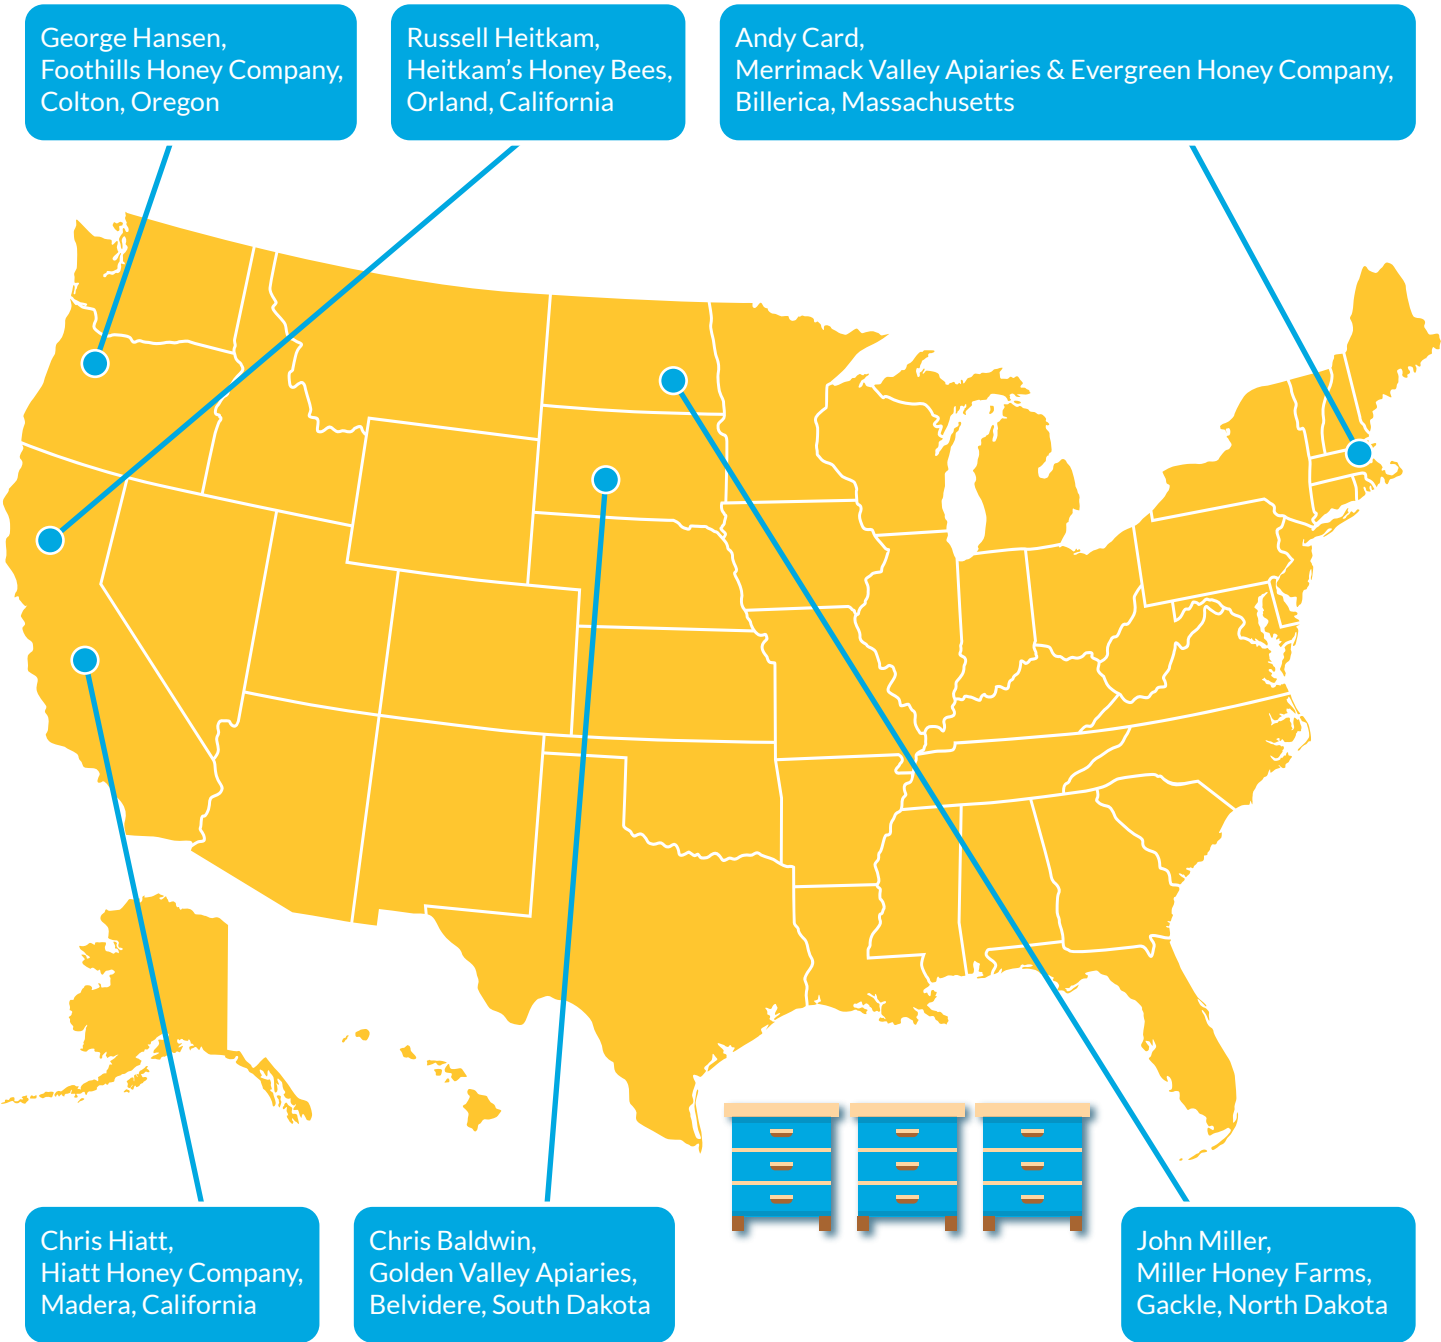 George Hansen,
Foothills Honey Company,
Colton, Oregon
Russell Heitkam,
Heitkam’s Honey Bees,
Orland, California
Andy Card,
Merrimack Valley Apiaries & Evergreen Honey Company,
Billerica, Massachusetts
Chris Hiatt,
Hiatt Honey Company,
Madera, California
Chris Baldwin,
Golden Valley Apiaries,
Belvidere, South Dakota
John Miller,
Miller Honey Farms,
Gackle, North Dakota